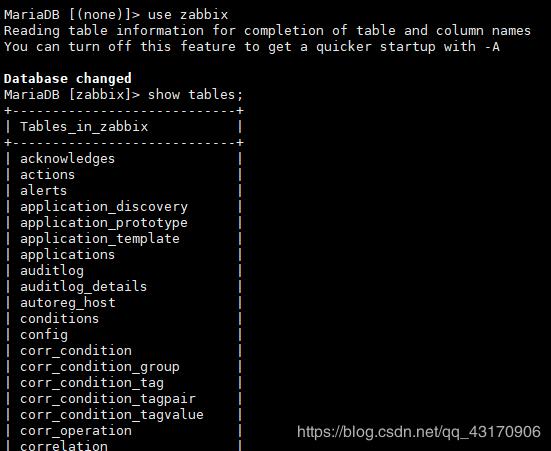 MariaDB [(none)]> use zabbix
Reading table information for completion of table and column names
You can turn off this feature to get a quicker startup with -A

Database changed
MariaDB [zabbix]> show tables;
+----------------------------+
| Tables_in_zabbix           |
+----------------------------+
| acknowledges               |
| actions                    |
| alerts                     |
| application_discovery      |
| application_prototype      |
| application_template       |
| applications               |
| auditlog                   |
| auditlog_details           |
| autoreg_host               |
| conditions                 |
| config                     |
| corr_condition             |
| corr_condition_group       |
| corr_condition_tag         |
| corr_condition_tagpair     |
| corr_condition_tagvalue    |
| corr_operation             |
| correlation                |
https://blog.csdn.net/qq_43170906